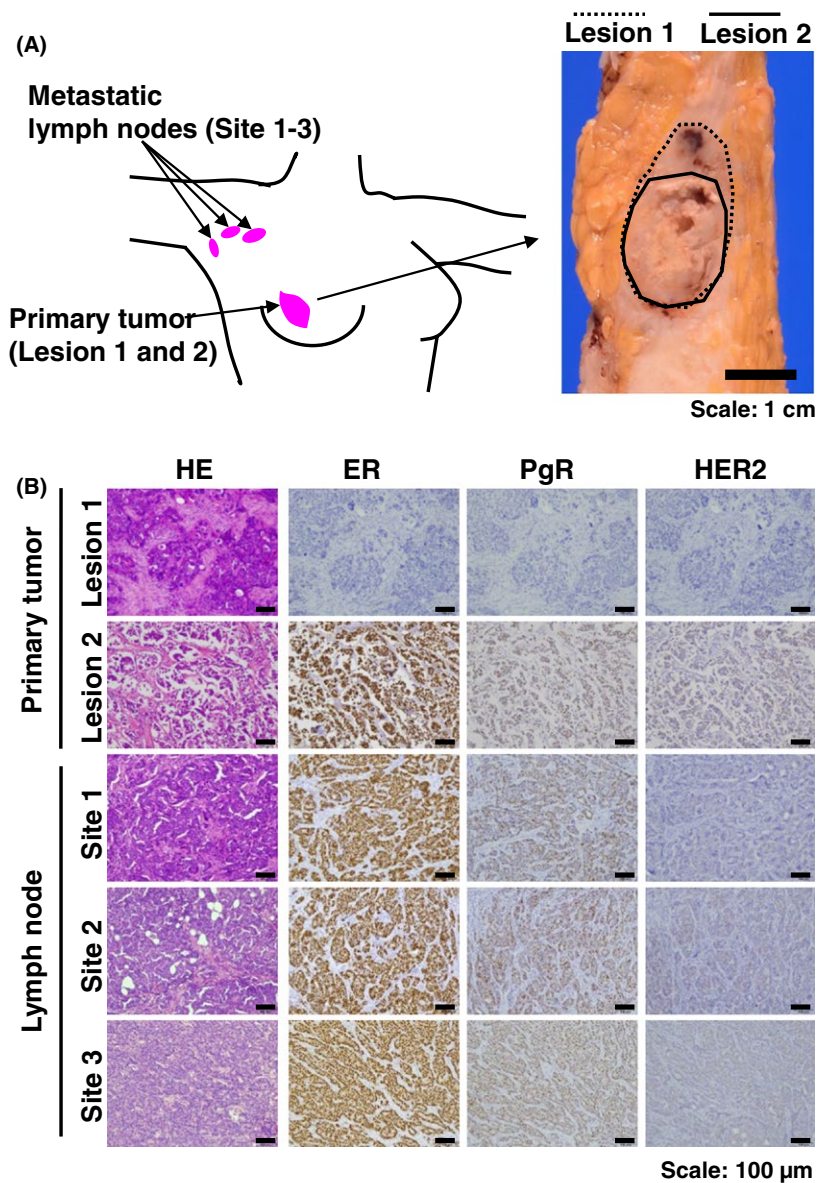 (A)
Lesion 1 Lesion 2
Metastatic
lymph nodes (Site 1-3)
Primary tumor
(Lesion 1 and 2)
Scale: 1 cm
(B)
HE ER PgR HER2
Primary tumor
Lesion 1
Lesion 2
Lymph node
Site 1
Site 2
Site 3
Scale: 100 µm